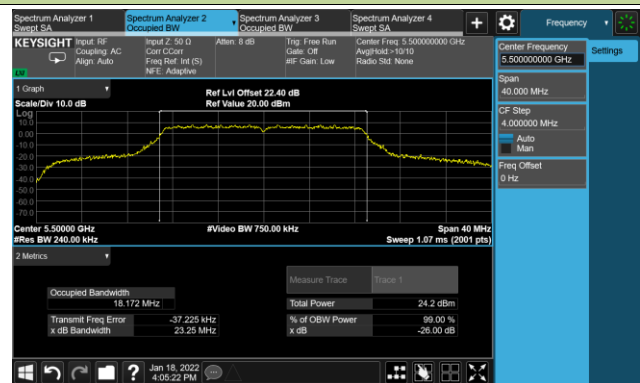 Spectrum Analyzer 1
Swept SA
Spectrum Analyzer 2
Occupied BW
Spectrum Analyzer 3
Swept SA
Spectrum Analyzer 4
Swept SA
+
Frequency
KEYSIGHT
Input: RF
Coupling: AC
Align: Auto
Input Z: 50 Ω
Corr CCorr
Freq Ref: Int (S)
NFE: Adaptive
Atten: 8 dB
Trig: Free Run
Gate: Off
#IF Gain: Low
Center Freq: 5.500000000 GHz
Avg|Hold:>10/10
Radio Std: None
LXI
Center Frequency
5.500000000 GHz
Settings
Span
40.000 MHz
CF Step
4.000000 MHz
Auto
Man
Freq Offset
0 Hz
1 Graph
Scale/Div 10.0 dB
Ref Lvl Offset 22.40 dB
Ref Value 20.00 dBm
Log
10.0
0.00
-10.0
-20.0
-30.0
-40.0
-50.0
-60.0
-70.0
Center 5.50000 GHz
#Res BW 240.00 kHz
#Video BW 750.00 kHz
Span 40 MHz
Sweep 1.07 ms (2001 pts)
2 Metrics
Measure Trace
Trace 1
Occupied Bandwidth
18.172 MHz
Total Power
24.2 dBm
Transmit Freq Error
-37.225 kHz
% of OBW Power
99.00 %
x dB Bandwidth
23.25 MHz
x dB
-26.00 dB
?
Jan 18, 2022
4:05:22 PM